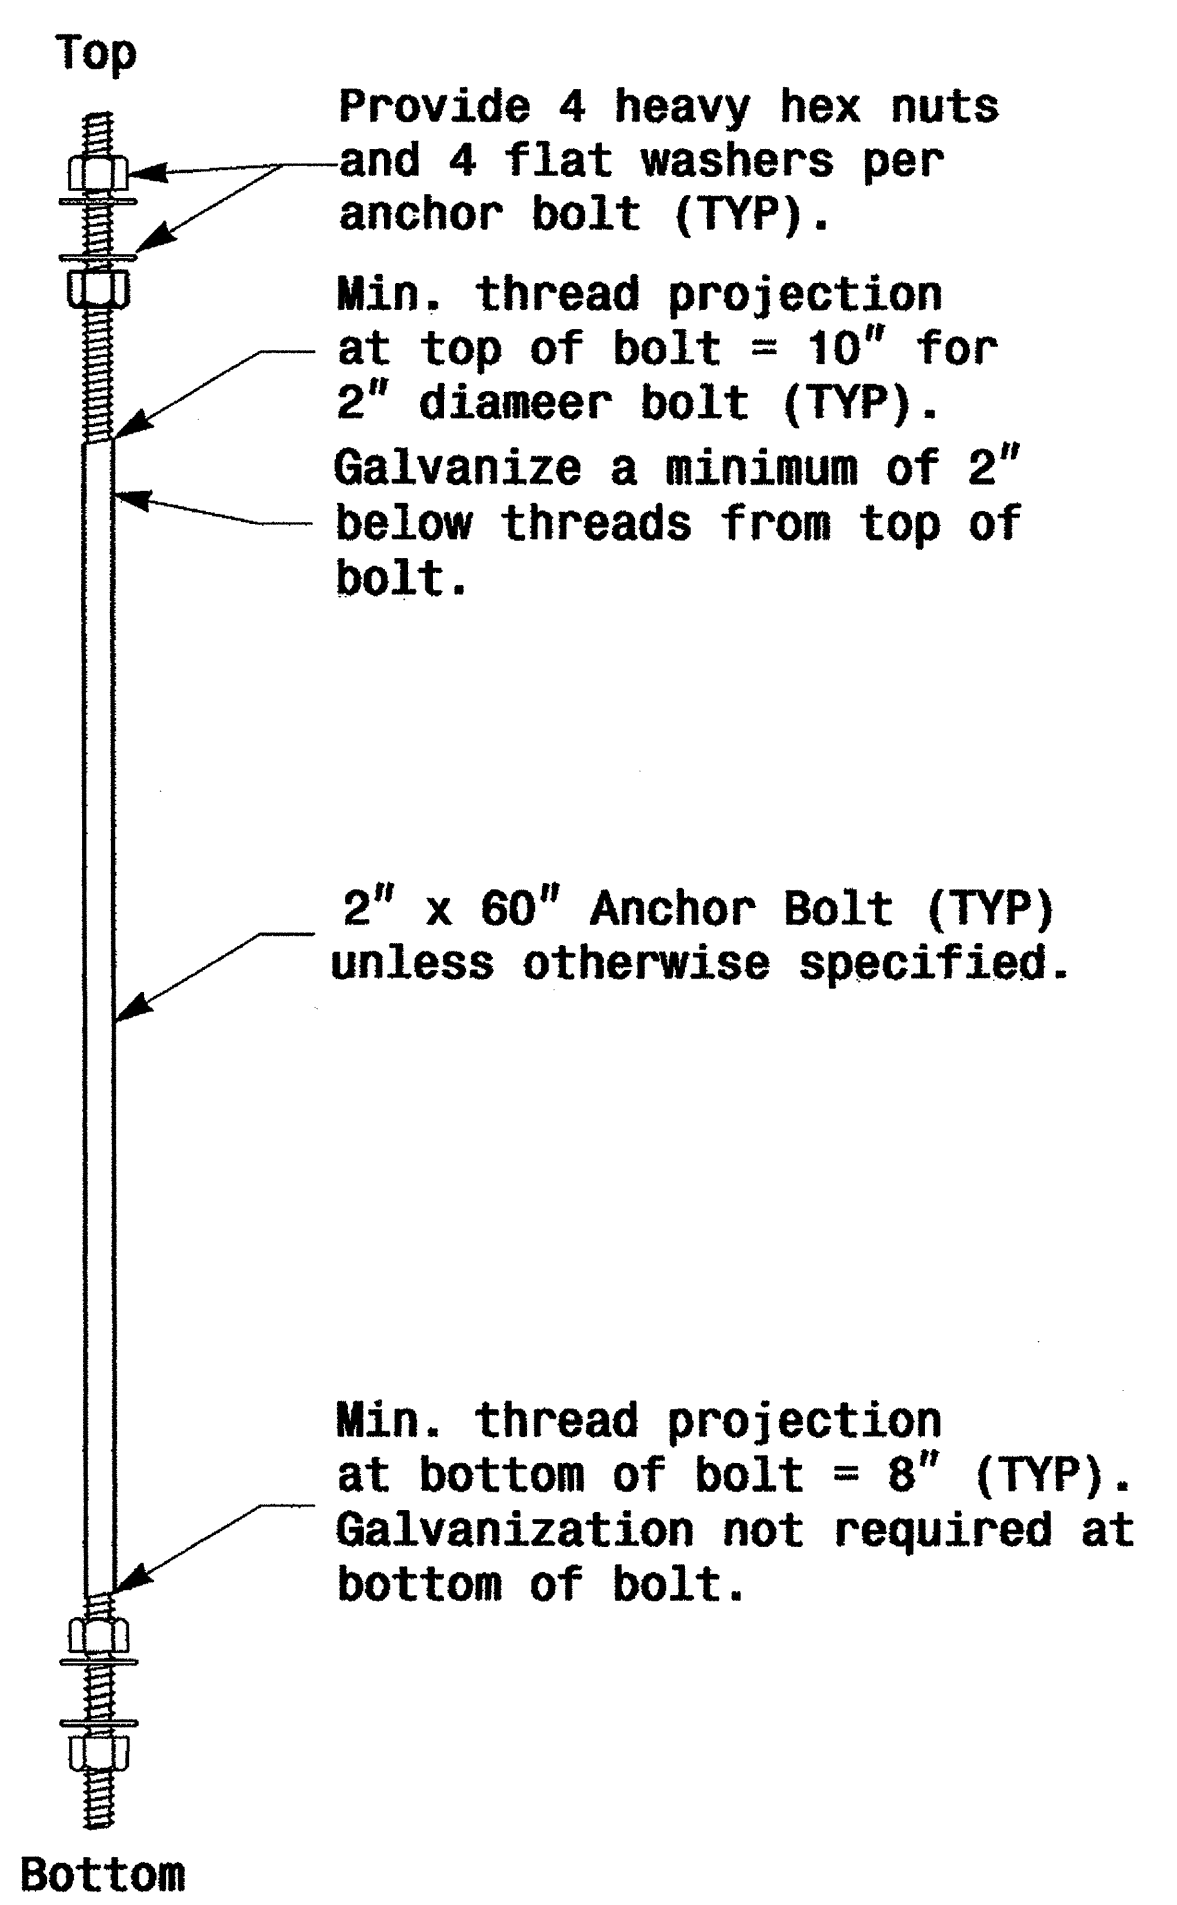 Top
Provide 4 heavy hex nuts
and 4 flat washers per
anchor bolt (TYP).
Min. thread projection
at top of bolt = 10" for
2" diameer bolt (TYP).
Galvanize a minimum of 2"
below threads from top of
bolt.
2" x 60" Anchor Bolt (TYP)
unless otherwise specified.
Min. thread projection
at bottom of bolt = 8" (TYP).
Galvanization not required at
bottom of bolt.
Bottom